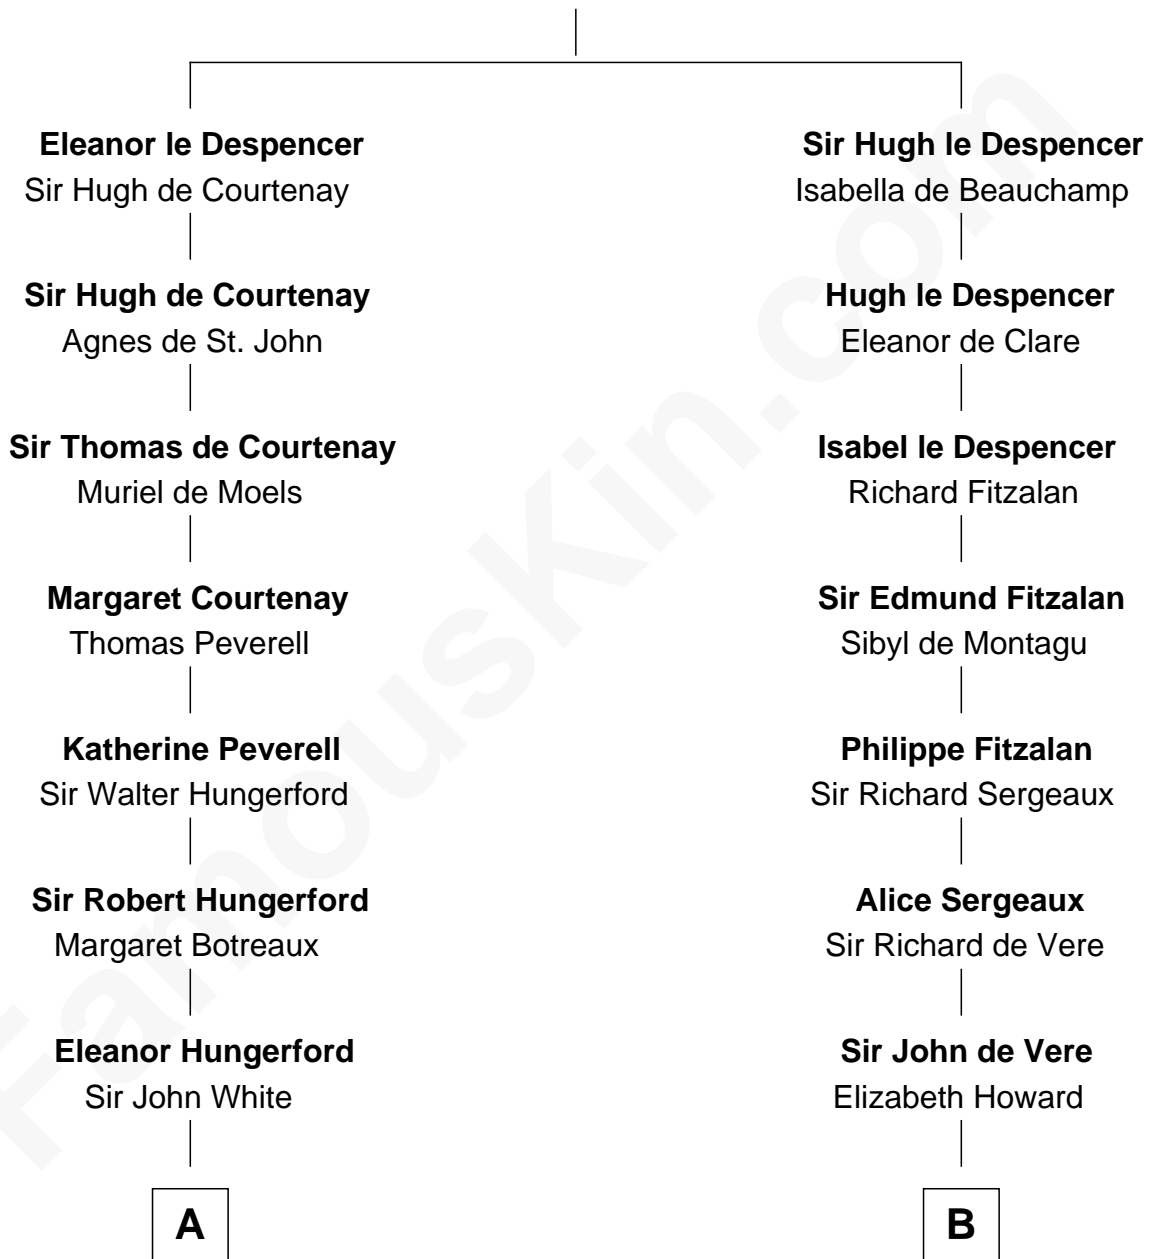 Eleanor le Despencer
Sir Hugh de Courtenay
Sir Hugh de Courtenay
Agnes de St. John
Sir Thomas de Courtenay
Muriel de Moels
Margaret Courtenay
Thomas Peverell
Katherine Peverell
Sir Walter Hungerford
Sir Robert Hungerford
Margaret Botreaux
Eleanor Hungerford
Sir John White
A
Sir Hugh le Despencer
Isabella de Beauchamp
Hugh le Despencer
Eleanor de Clare
Isabel le Despencer
Richard Fitzalan
Sir Edmund Fitzalan
Sibyl de Montagu
Philippe Fitzalan
Sir Richard Sergeaux
Alice Sergeaux
Sir Richard de Vere
Sir John de Vere
Elizabeth Howard
B
FamousKin.com